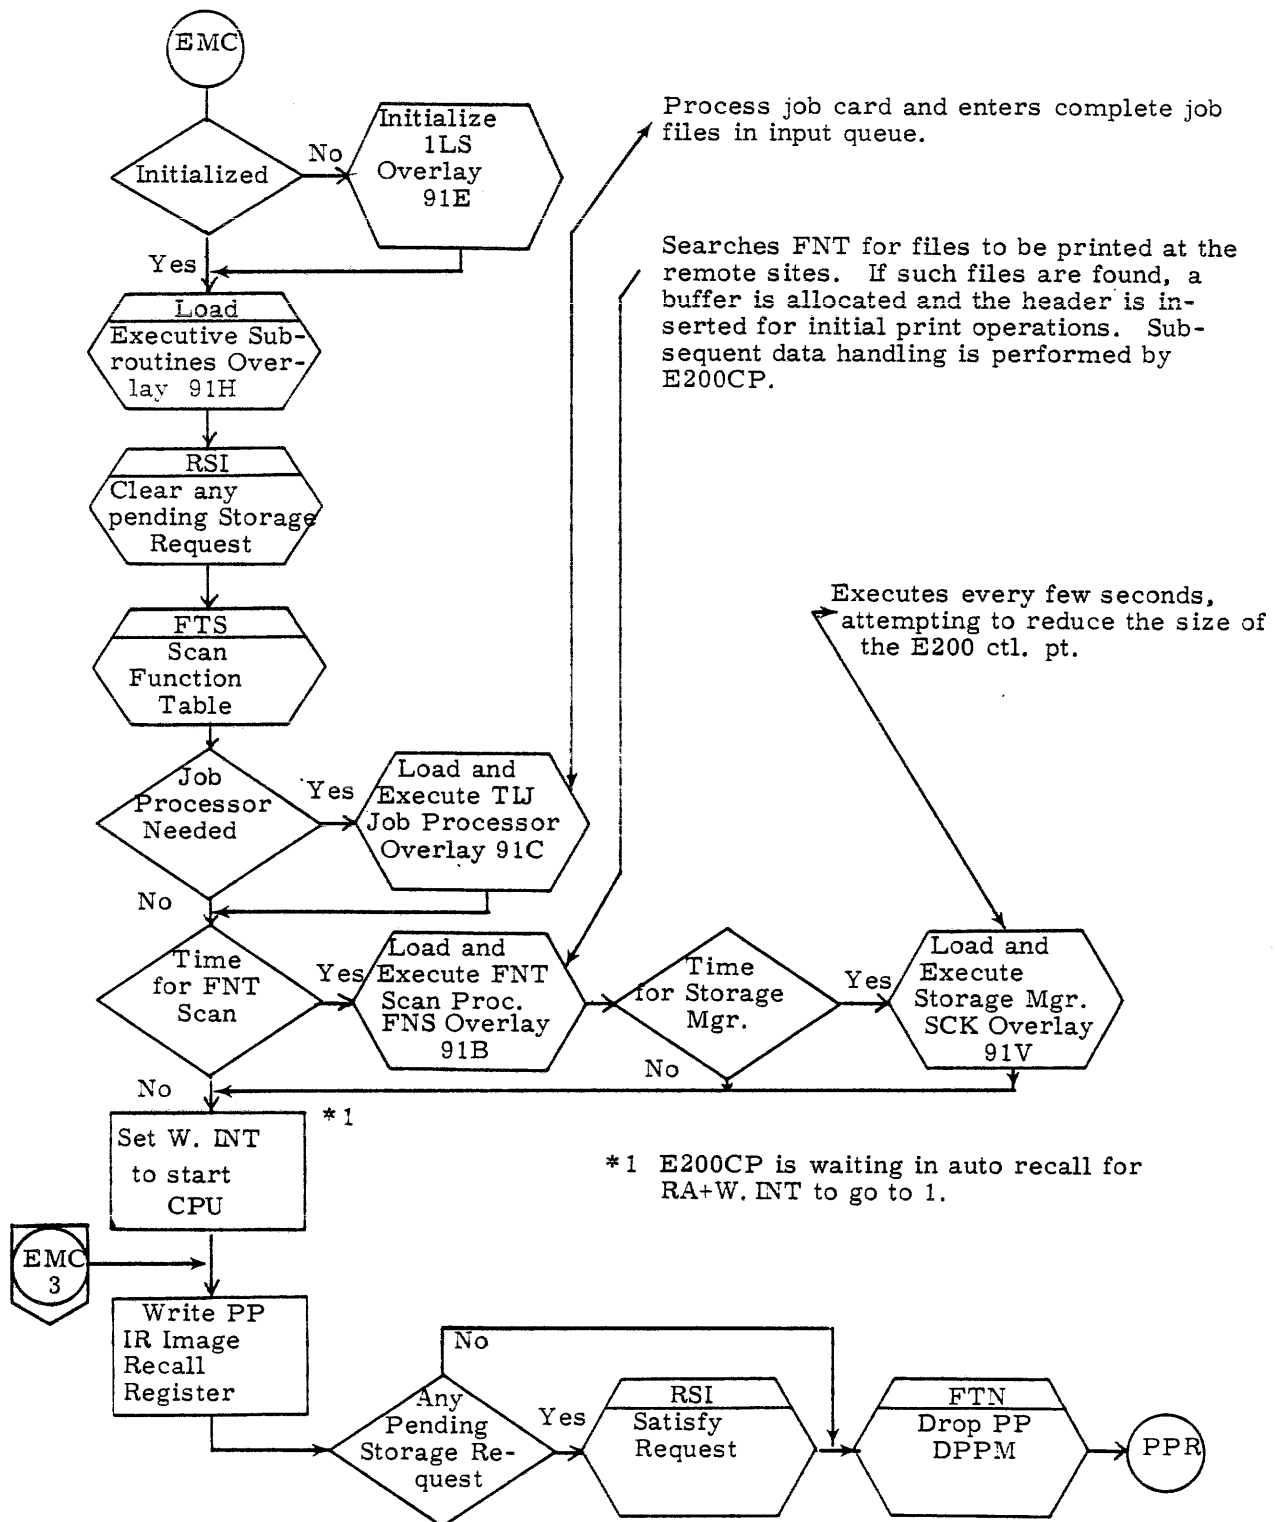 EMC
Initialized
No
Yes
Initialize
1LS
Overlay
91E
Process job card and enters complete job
files in input queue.
Searches FNT for files to be printed at the
remote sites. If such files are found, a
buffer is allocated and the header is in-
serted for initial print operations. Sub-
sequent data handling is performed by
E200CP.
Load
Executive Sub-
routines Over-
lay 91H
RSI
Clear any
pending Storage
Request
Executes every few seconds,
attempting to reduce the size of
the E200 ctl. pt.
FTS
Scan
Function
Table
Job
Processor
Needed
Yes
No
Load and
Execute TIJ
Job Processor
Overlay 91C
Time
for FNT
Scan
Yes
No
Load and
Execute FNT
Scan Proc.
FNS Overlay
91B
Time
for Storage
Mgr.
Yes
No
Load and
Execute
Storage Mgr.
SCK Overlay
91V
Set W. INT
to start
CPU
*1
*1 E200CP is waiting in auto recall for
RA+W. INT to go to 1.
EMC
3
Write PP
IR Image
Recall
Register
Any
Pending
Storage Re-
quest
No
Yes
RSI
Satisfy
Request
FTN
Drop PP
DPPM
PPR